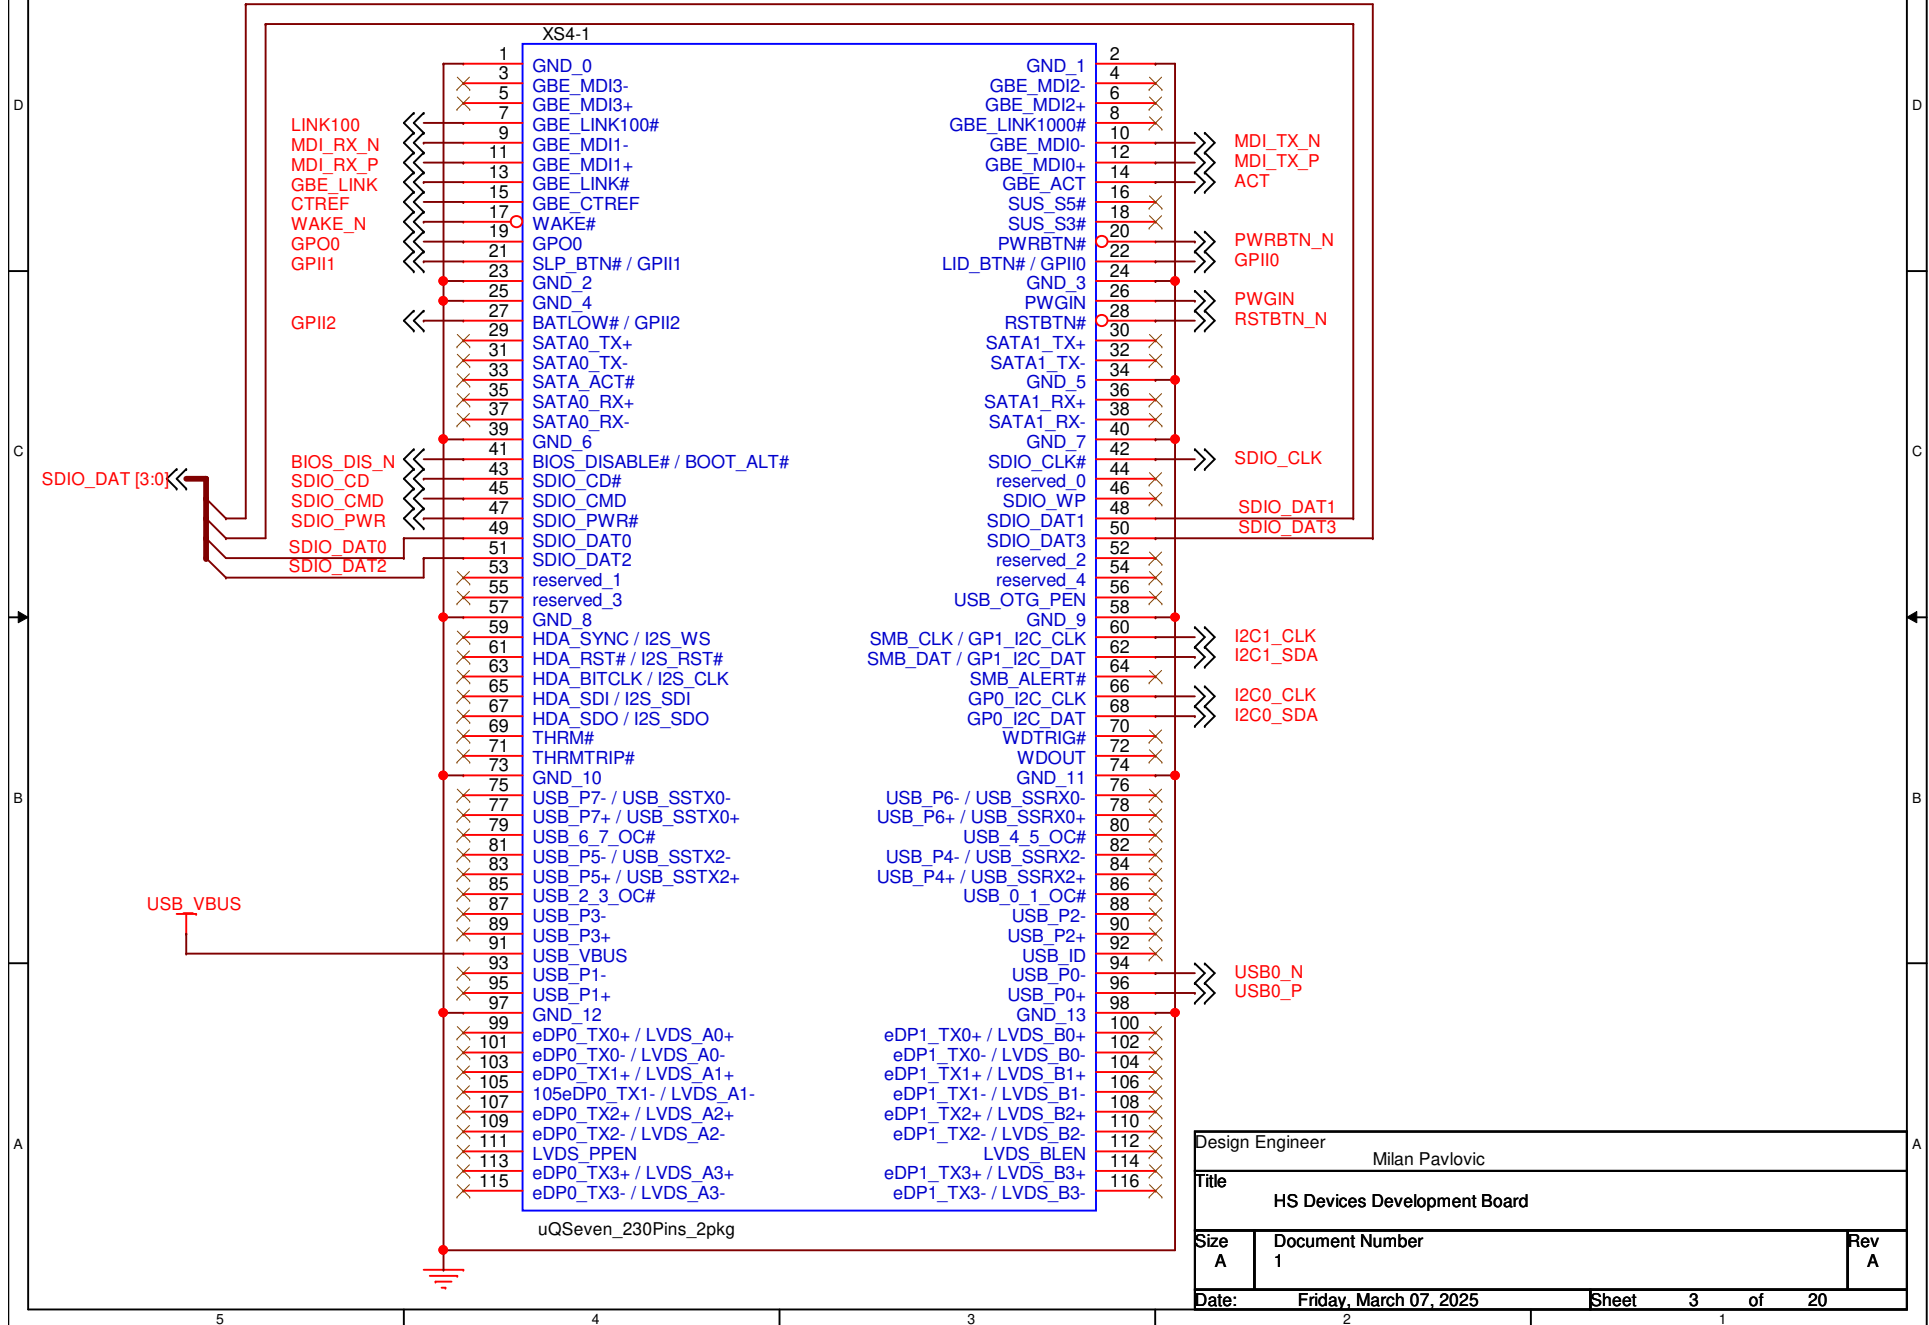 XS4-1
1 GND_0 GND_1 2
3 GBE_MDI3- GBE_MDI2- 4
D 5 GBE_MDI3+ GBE_MDI2+ 6 D
LINK100 7 GBE_LINK100# GBE_LINK1000# 8
MDI_RX_N 9 GBE_MDI1- GBE_MDI0- 10 MDI_TX_N
MDI_RX_P 11 GBE_MDI1+ GBE_MDI0+ 12 MDI_TX_P
GBE_LINK 13 GBE_LINK# GBE_ACT 14 ACT
CTREF 15 GBE_CTREF SUS_S5# 16
WAKE_N 17 WAKE# SUS_S3# 18
GPO0 19 GPO0 PWRBTN# 20 PWRBTN_N
GPII1 21 SLP_BTN# / GPII1 LID_BTN# / GPII0 22 GPII0
23 GND_2 GND_3 24
25 GND_4 PWGIN 26 PWGIN
GPII2 27 BATLOW# / GPII2 RSTBTN# 28 RSTBTN_N
29 SATA0_TX+ SATA1_TX+ 30
31 SATA0_TX- SATA1_TX- 32
33 SATA_ACT# GND_5 34
35 SATA0_RX+ SATA1_RX+ 36
37 SATA0_RX- SATA1_RX- 38
39 GND_6 GND_7 40
C BIOS_DIS_N 41 BIOS_DISABLE# / BOOT_ALT# SDIO_CLK# 42 SDIO_CLK C
SDIO_DAT [3:0] SDIO_CD 43 SDIO_CD# reserved_0 44
SDIO_CMD 45 SDIO_CMD SDIO_WP 46
SDIO_PWR 47 SDIO_PWR# SDIO_DAT1 48 SDIO_DAT1
SDIO_DAT0 49 SDIO_DAT0 SDIO_DAT3 50 SDIO_DAT3
SDIO_DAT2 51 SDIO_DAT2 reserved_2 52
53 reserved_1 reserved_4 54
55 reserved_3 USB_OTG_PEN 56
57 GND_8 GND_9 58
59 HDA_SYNC / I2S_WS SMB_CLK / GP1_I2C_CLK 60 I2C1_CLK
61 HDA_RST# / I2S_RST# SMB_DAT / GP1_I2C_DAT 62 I2C1_SDA
63 HDA_BITCLK / I2S_CLK SMB_ALERT# 64
65 HDA_SDI / I2S_SDI GP0_I2C_CLK 66 I2C0_CLK
67 HDA_SDO / I2S_SDO GP0_I2C_DAT 68 I2C0_SDA
69 THRM# WDTRIG# 70
71 THRMTRIP# WDOUT 72
73 GND_10 GND_11 74
B 75 USB_P7- / USB_SSTX0- USB_P6- / USB_SSRX0- 76 B
77 USB_P7+ / USB_SSTX0+ USB_P6+ / USB_SSRX0+ 78
79 USB_6_7_OC# USB_4_5_OC# 80
81 USB_P5- / USB_SSTX2- USB_P4- / USB_SSRX2- 82
83 USB_P5+ / USB_SSTX2+ USB_P4+ / USB_SSRX2+ 84
85 USB_2_3_OC# USB_0_1_OC# 86
USB_VBUS 87 USB_P3- USB_P2- 88
89 USB_P3+ USB_P2+ 90
91 USB_VBUS USB_ID 92
93 USB_P1- USB_P0- 94 USB0_N
95 USB_P1+ USB_P0+ 96 USB0_P
97 GND_12 GND_13 98
99 eDP0_TX0+ / LVDS_A0+ eDP1_TX0+ / LVDS_B0+ 100
101 eDP0_TX0- / LVDS_A0- eDP1_TX0- / LVDS_B0- 102
103 eDP0_TX1+ / LVDS_A1+ eDP1_TX1+ / LVDS_B1+ 104
105 105eDP0_TX1- / LVDS_A1- eDP1_TX1- / LVDS_B1- 106
107 eDP0_TX2+ / LVDS_A2+ eDP1_TX2+ / LVDS_B2+ 108
109 eDP0_TX2- / LVDS_A2- eDP1_TX2- / LVDS_B2- 110
A 111 LVDS_PPEN LVDS_BLEN 112 A
113 eDP0_TX3+ / LVDS_A3+ eDP1_TX3+ / LVDS_B3+ 114
115 eDP0_TX3- / LVDS_A3- eDP1_TX3- / LVDS_B3- 116
uQSeven_230Pins_2pkg
Design Engineer
Milan Pavlovic
Title
HS Devices Development Board
Size Document Number Rev
A 1 A
Date: Friday, March 07, 2025 Sheet 3 of 20
5 4 3 2 1